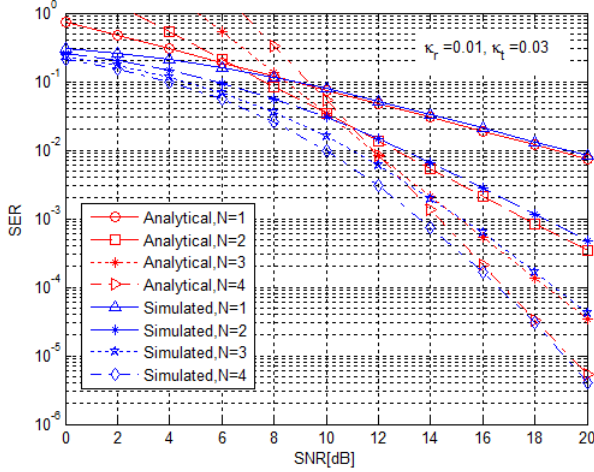 κr =0.01, κt =0.03
10^0
10^-1
10^-2
10^-3
10^-4
10^-5
10^-6
SER
Analytical,N=1
Analytical,N=2
Analytical,N=3
Analytical,N=4
Simulated,N=1
Simulated,N=2
Simulated,N=3
Simulated,N=4
0 2 4 6 8 10 12 14 16 18 20
SNR[dB]